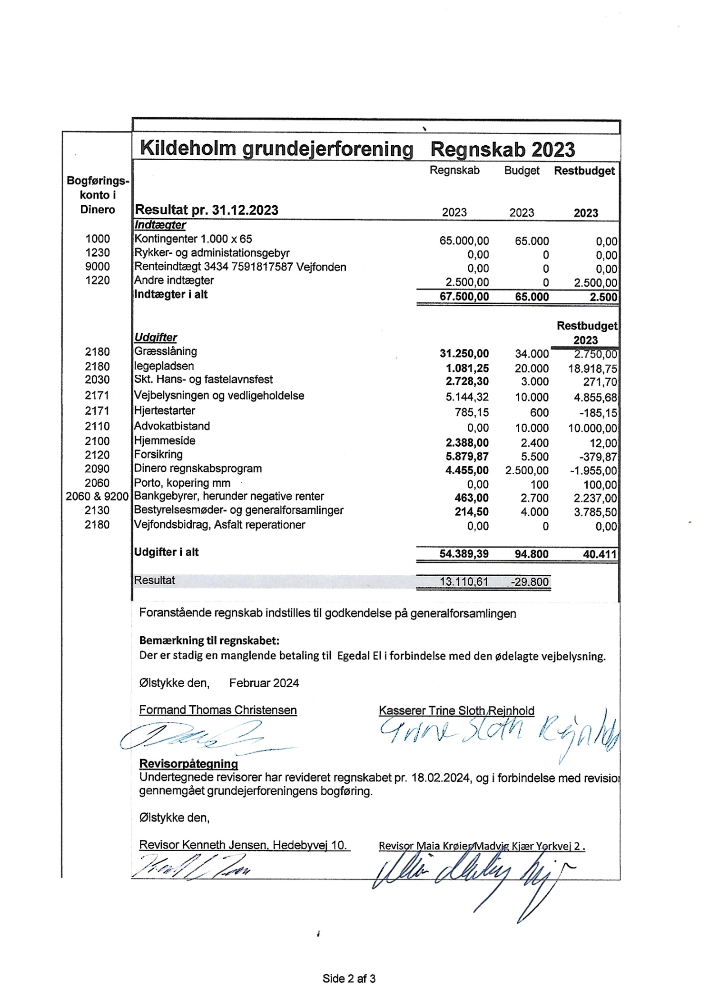 Kildeholm grundejerforening Regnskab 2023
Regnskab Budget Restbudget
Bogførings-
konto i
Dinero Resultat pr. 31.12.2023 2023 2023 2023
Indtægter
1000 Kontingenter 1.000 x 65 65.000,00 65.000 0,00
1230 Rykker- og administationsgebyr 0,00 0 0,00
9000 Renteindtægt 3434 7591817587 Vejfonden 0,00 0 0,00
1220 Andre indtægter 2.500,00 0 2.500,00
Indtægter i alt 67.500,00 65.000 2.500
Restbudget
Udgifter 2023
2180 Græsslåning 31.250,00 34.000 2.750,00
2180 legepladsen 1.081,25 20.000 18.918,75
2030 Skt. Hans- og fastelavnsfest 2.728,30 3.000 271,70
2171 Vejbelysningen og vedligeholdelse 5.144,32 10.000 4.855,68
2171 Hjertestarter 785,15 600 -185,15
2110 Advokatbistand 0,00 10.000 10.000,00
2100 Hjemmeside 2.388,00 2.400 12,00
2120 Forsikring 5.879,87 5.500 -379,87
2090 Dinero regnskabsprogram 4.455,00 2.500,00 -1.955,00
2060 Porto, kopering mm 0,00 100 100,00
2060 & 9200 Bankgebyrer, herunder negative renter 463,00 2.700 2.237,00
2130 Bestyrelsesmøder- og generalforsamlinger 214,50 4.000 3.785,50
2180 Vejfondsbidrag, Asfalt reperationer 0,00 0 0,00
Udgifter i alt 54.389,39 94.800 40.411
Resultat 13.110,61 -29.800
Foranstående regnskab indstilles til godkendelse på generalforsamlingen
Bemærkning til regnskabet:
Der er stadig en manglende betaling til Egedal El i forbindelse med den ødelagte vejbelysning.
Ølstykke den, Februar 2024
Formand Thomas Christensen Kasserer Trine Sloth Rejnhold
Trine Sloth Rejnhold
Revisorpåtegning
Undertegnede revisorer har revideret regnskabet pr. 18.02.2024, og i forbindelse med revisior
gennemgået grundejerforeningens bogføring.
Ølstykke den,
Revisor Kenneth Jensen, Hedebyvej 10. Revisor Maia Krøier Madvig Kjær Yorkvej 2 .
Side 2 af 3